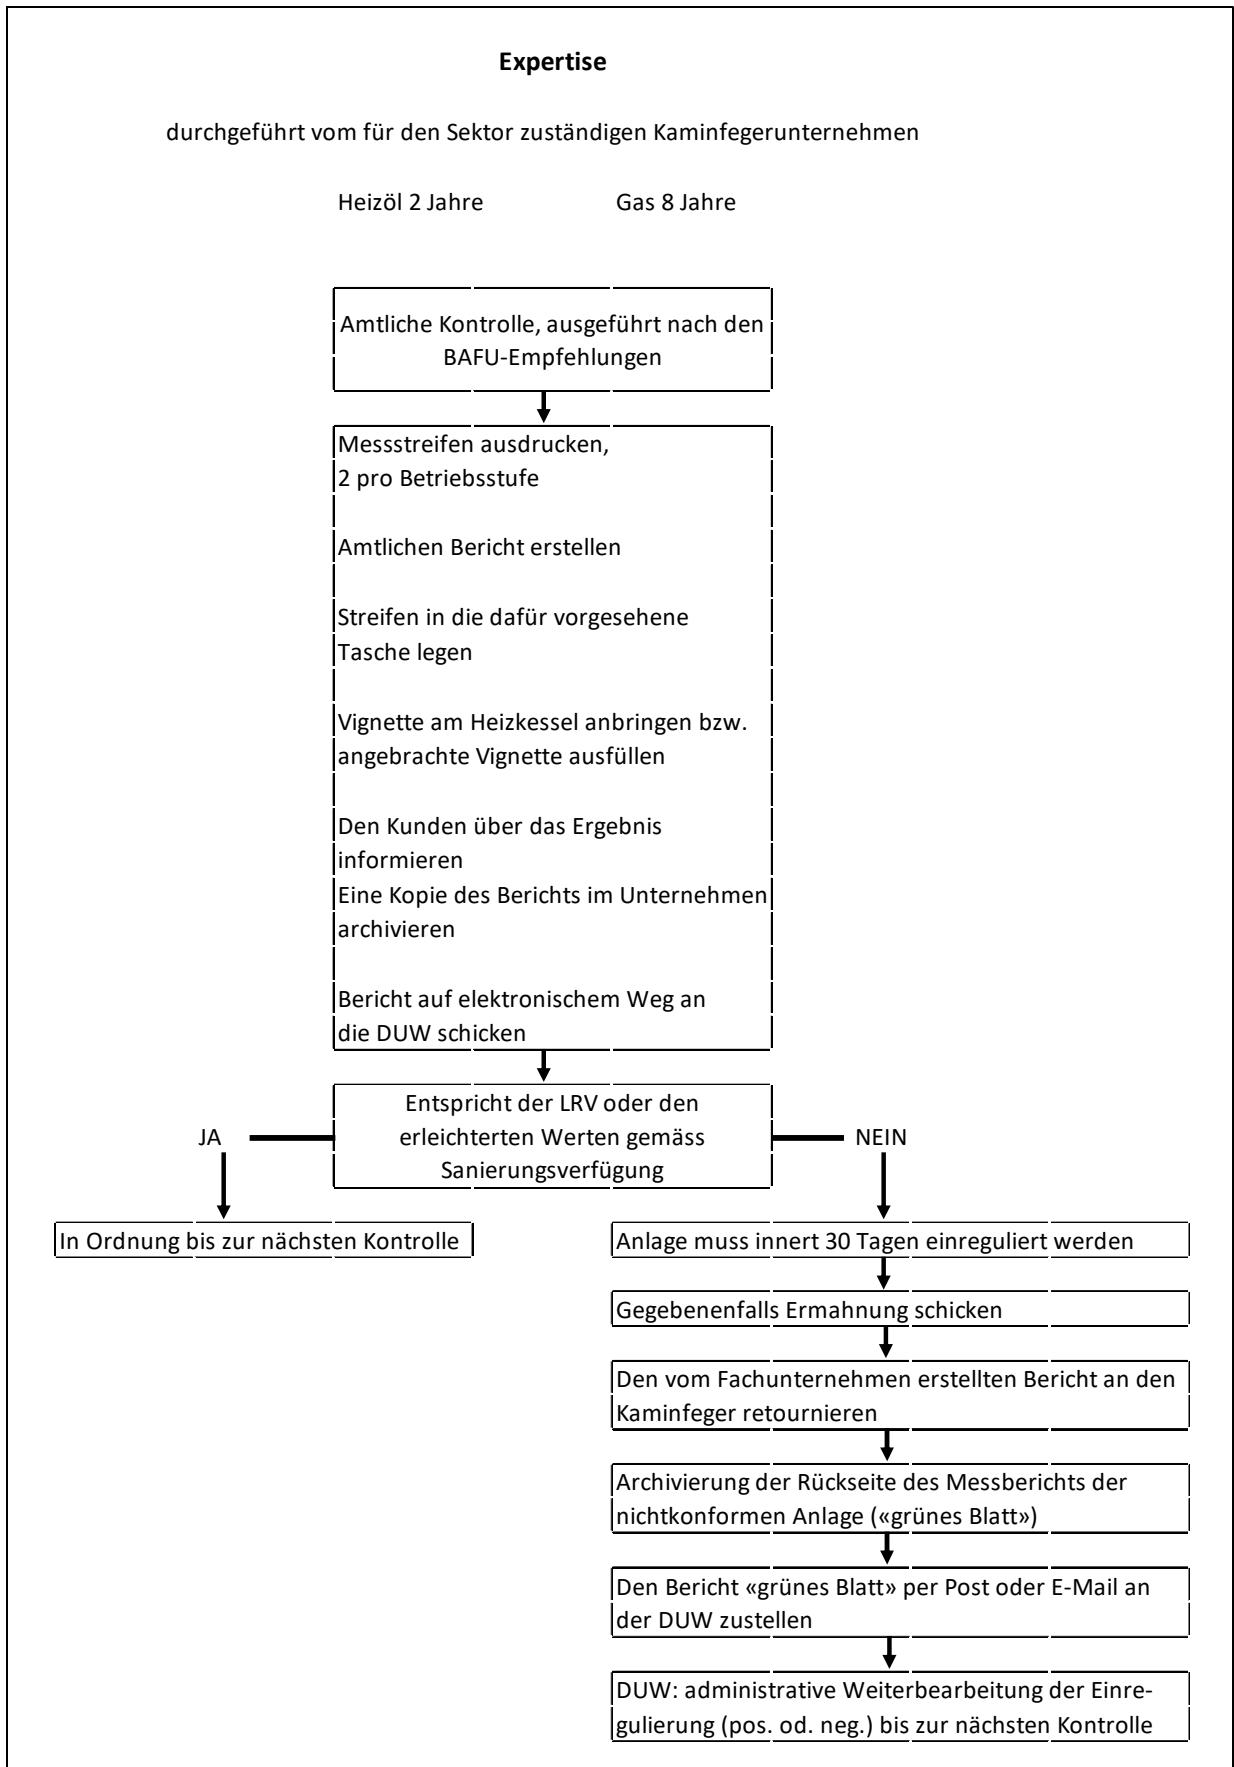 Expertise
durchgeführt vom für den Sektor zuständigen Kaminfegerunternehmen
Heizöl 2 Jahre Gas 8 Jahre
Amtliche Kontrolle, ausgeführt nach den
BAFU-Empfehlungen
Messstreifen ausdrucken,
2 pro Betriebsstufe
Amtlichen Bericht erstellen
Streifen in die dafür vorgesehene
Tasche legen
Vignette am Heizkessel anbringen bzw.
angebrachte Vignette ausfüllen
Den Kunden über das Ergebnis
informieren
Eine Kopie des Berichts im Unternehmen
archivieren
Bericht auf elektronischem Weg an
die DUW schicken
Entspricht der LRV oder den
erleichterten Werten gemäss
Sanierungsverfügung
JA
NEIN
In Ordnung bis zur nächsten Kontrolle
Anlage muss innert 30 Tagen einreguliert werden
Gegebenenfalls Ermahnung schicken
Den vom Fachunternehmen erstellten Bericht an den
Kaminfeger retournieren
Archivierung der Rückseite des Messberichts der
nichtkonformen Anlage («grünes Blatt»)
Den Bericht «grünes Blatt» per Post oder E-Mail an
der DUW zustellen
DUW: administrative Weiterbearbeitung der Einre-
gulierung (pos. od. neg.) bis zur nächsten Kontrolle